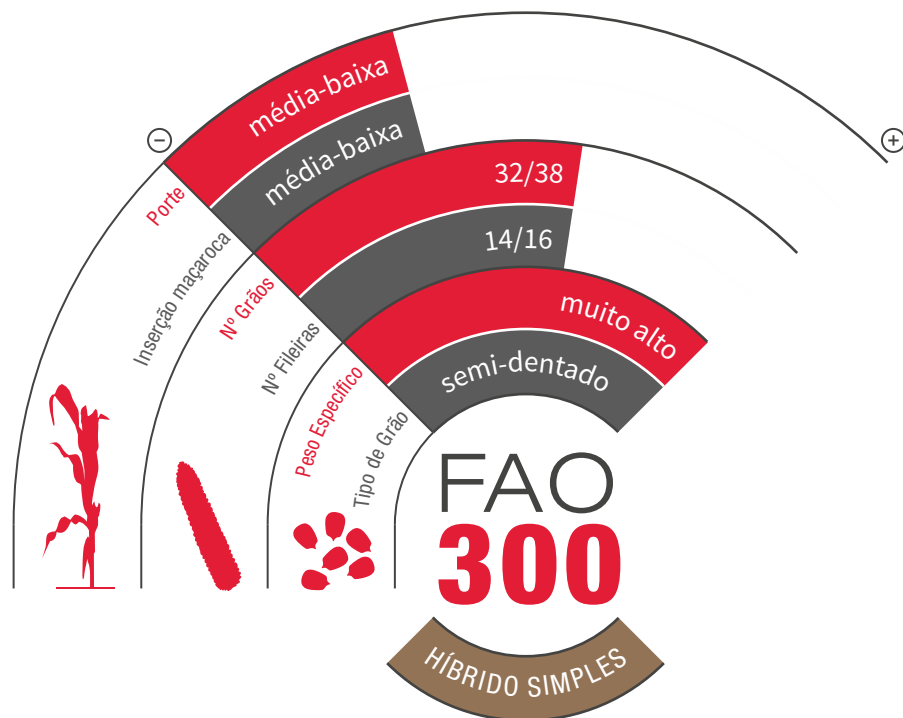 −
+
Porte
média-baixa
Inserção maçaroca
média-baixa
Nº Grãos
32/38
Nº Fileiras
14/16
Peso Específico
muito alto
Tipo de Grão
semi-dentado
FAO
300
HÍBRIDO SIMPLES